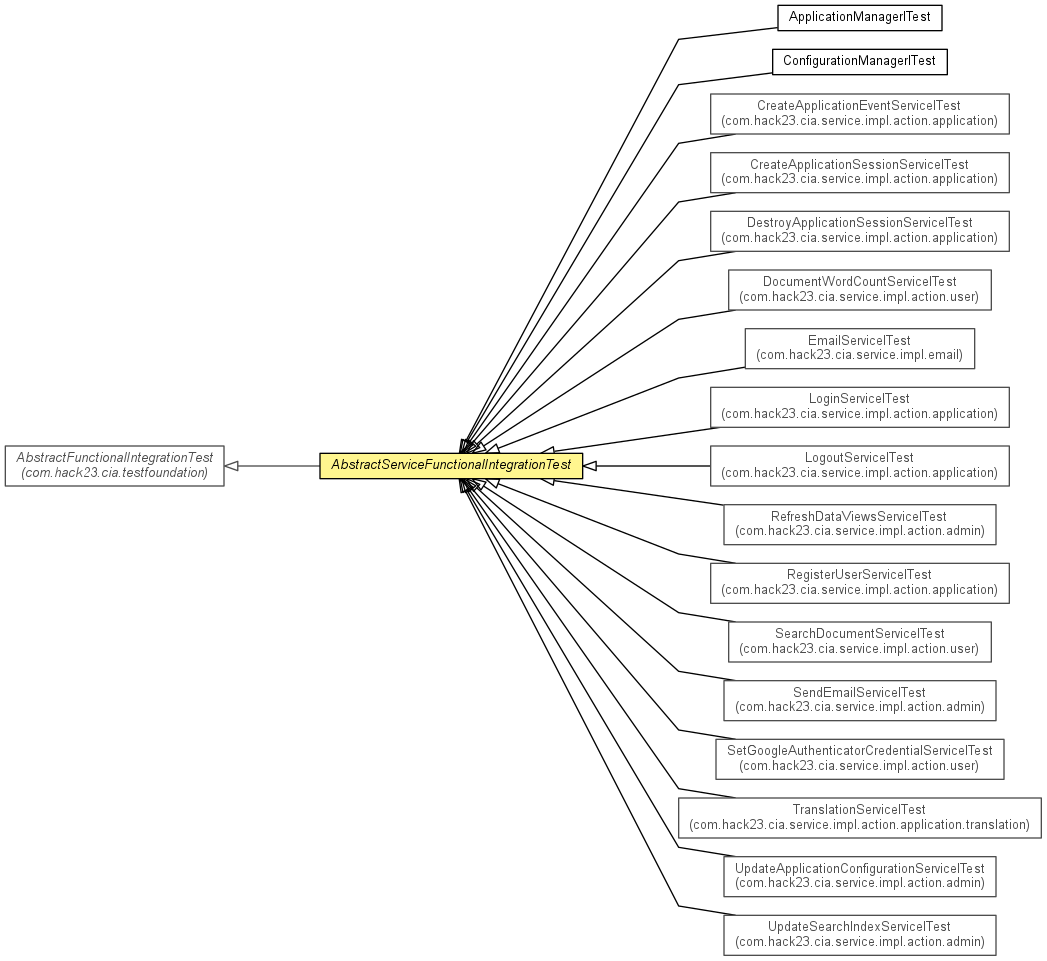 ApplicationManagerITest
ConfigurationManagerITest
CreateApplicationEventServiceITest
(com.hack23.cia.service.impl.action.application)
CreateApplicationSessionServiceITest
(com.hack23.cia.service.impl.action.application)
DestroyApplicationSessionServiceITest
(com.hack23.cia.service.impl.action.application)
DocumentWordCountServiceITest
(com.hack23.cia.service.impl.action.user)
EmailServiceITest
(com.hack23.cia.service.impl.email)
LoginServiceITest
(com.hack23.cia.service.impl.action.application)
AbstractFunctionalIntegrationTest
(com.hack23.cia.testfoundation)
AbstractServiceFunctionalIntegrationTest
LogoutServiceITest
(com.hack23.cia.service.impl.action.application)
RefreshDataViewsServiceITest
(com.hack23.cia.service.impl.action.admin)
RegisterUserServiceITest
(com.hack23.cia.service.impl.action.application)
SearchDocumentServiceITest
(com.hack23.cia.service.impl.action.user)
SendEmailServiceITest
(com.hack23.cia.service.impl.action.admin)
SetGoogleAuthenticatorCredentialServiceITest
(com.hack23.cia.service.impl.action.user)
TranslationServiceITest
(com.hack23.cia.service.impl.action.application.translation)
UpdateApplicationConfigurationServiceITest
(com.hack23.cia.service.impl.action.admin)
UpdateSearchIndexServiceITest
(com.hack23.cia.service.impl.action.admin)